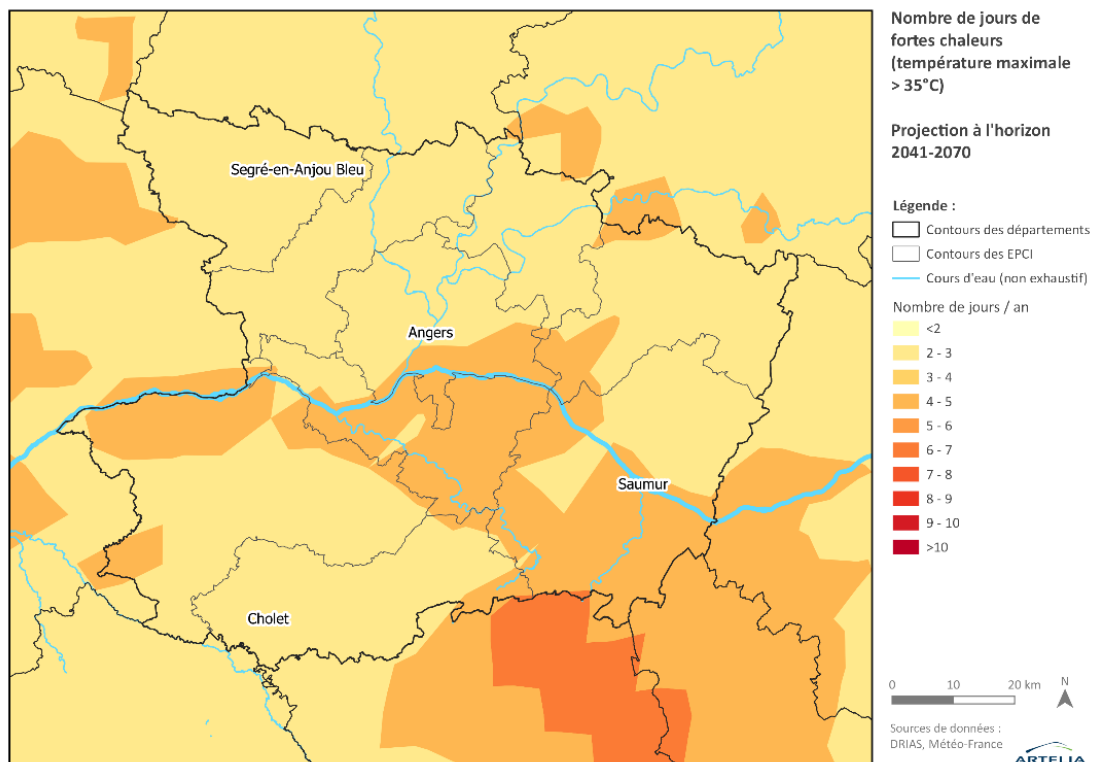 Nombre de jours de
fortes chaleurs
(température maximale
> 35°C)
Projection à l'horizon
2041-2070
Légende :
Contours des départements
Contours des EPCI
Cours d'eau (non exhaustif)
Nombre de jours / an
<2
2 - 3
3 - 4
4 - 5
5 - 6
6 - 7
7 - 8
8 - 9
9 - 10
>10
0 10 20 km
N
Sources de données :
DRIAS, Météo-France
ARTELIA
Segré-en-Anjou Bleu
Angers
Saumur
Cholet